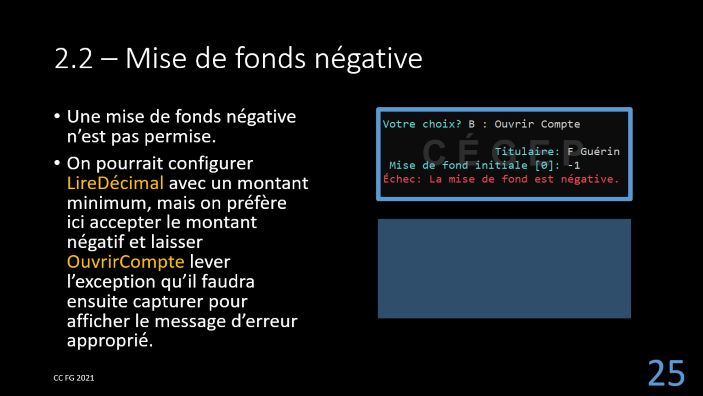 2.2 – Mise de fonds négative
• Une mise de fonds négative
n’est pas permise.
• On pourrait configurer
LireDécimal avec un montant
minimum, mais on préfère
ici accepter le montant
négatif et laisser
OuvrirCompte lever
l’exception qu’il faudra
ensuite capturer pour
afficher le message d’erreur
approprié.
Votre choix? B : Ouvrir Compte
CÉGEP
Titulaire: F Guérin
Mise de fond initiale [0]: -1
Échec: La mise de fond est négative.
CC FG 2021
25